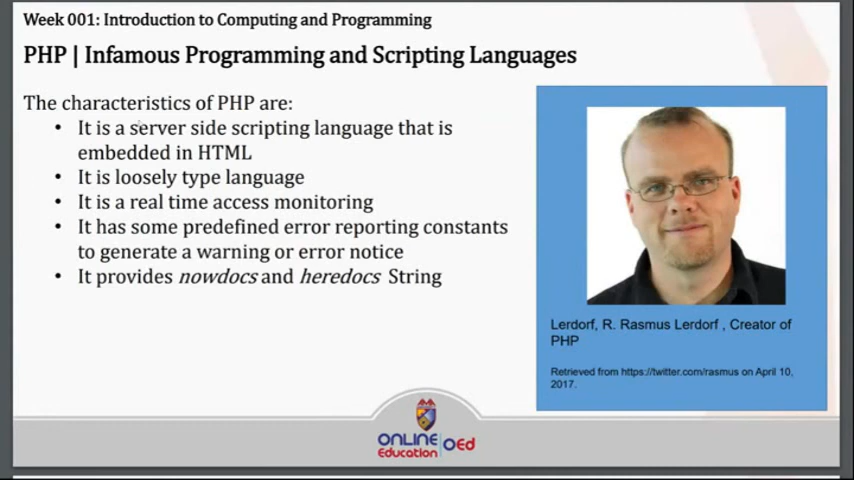 Week 001: Introduction to Computing and Programming
PHP | Infamous Programming and Scripting Languages
The characteristics of PHP are:
• It is a server side scripting language that is
embedded in HTML
• It is loosely type language
• It is a real time access monitoring
• It has some predefined error reporting constants
to generate a warning or error notice
• It provides nowdocs and heredocs String
Lerdorf, R. Rasmus Lerdorf , Creator of
PHP
Retrieved from https://twitter.com/rasmus on April 10,
2017.
ONLINE
Education
OEd